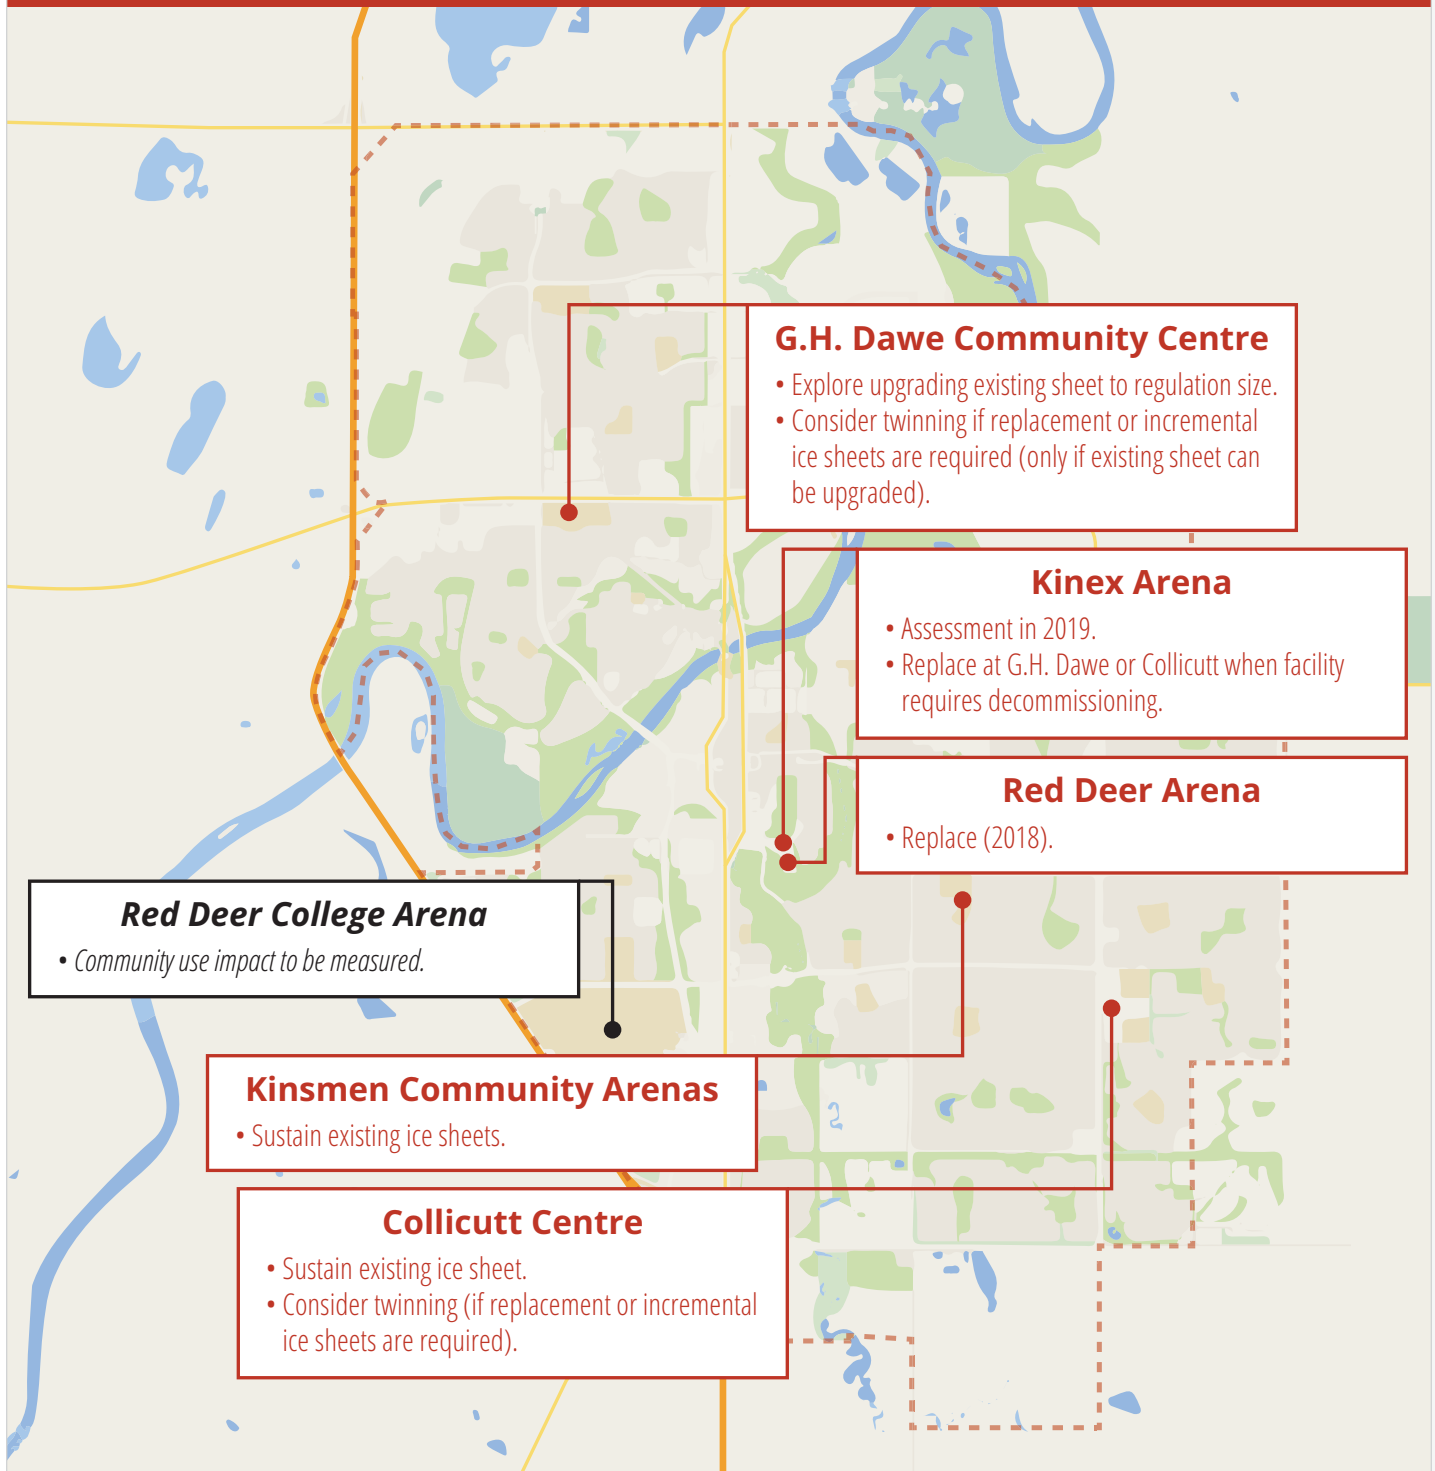 G.H. Dawe Community Centre
• Explore upgrading existing sheet to regulation size.
• Consider twinning if replacement or incremental
ice sheets are required (only if existing sheet can
be upgraded).
Kinex Arena
• Assessment in 2019.
• Replace at G.H. Dawe or Collicutt when facility
requires decommissioning.
Red Deer Arena
• Replace (2018).
Red Deer College Arena
• Community use impact to be measured.
Kinsmen Community Arenas
• Sustain existing ice sheets.
Collicutt Centre
• Sustain existing ice sheet.
• Consider twinning (if replacement or incremental
ice sheets are required).